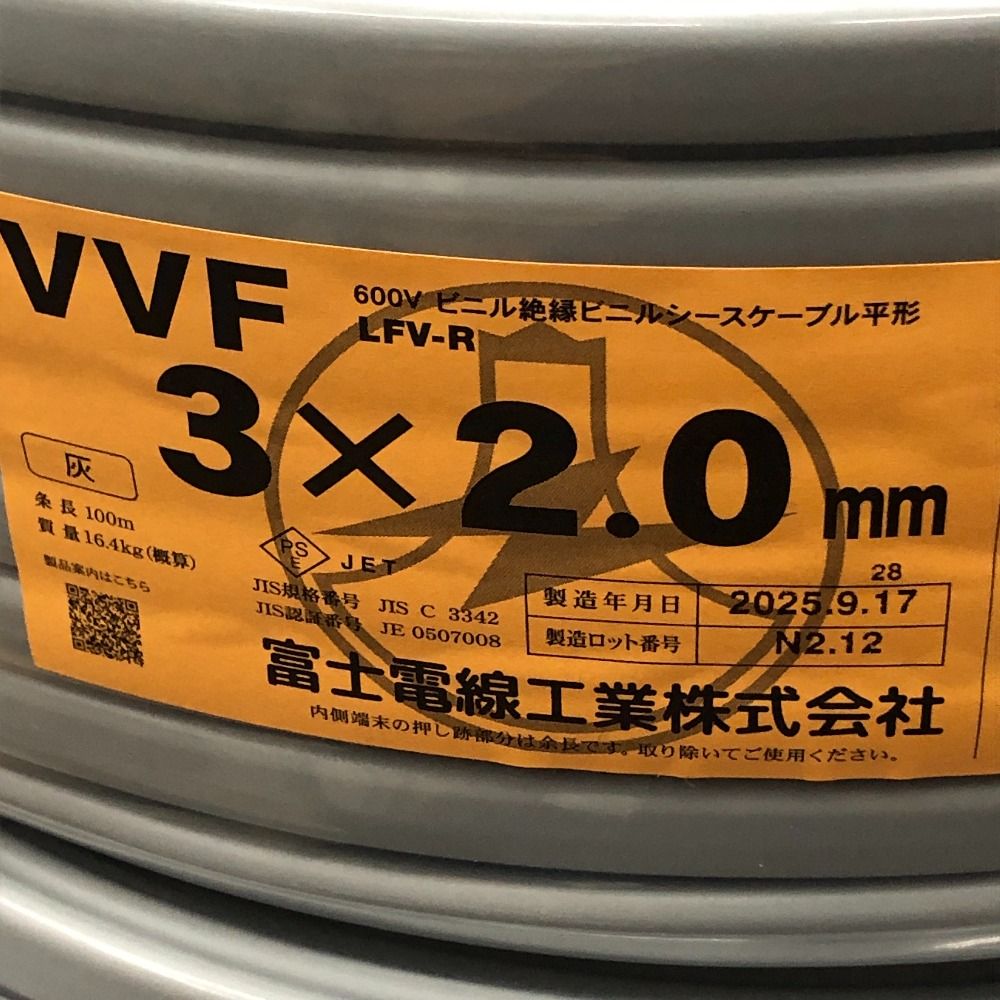 VVF
600V ビニル絶縁ビニルシースケーブル平形
LFV-R
3×2.0 mm
灰
条長 100m
質量 16.4kg(概算)
製品案内はこちら
PS
E
JET
JIS規格番号 JIS C 3342
JIS認証番号 JE 0507008
28
製造年月日 2025.9.17
製造ロット番号 N2.12
富士電線工業株式会社
内側端末の押し跡部分は余長です。取り除いてご使用ください。